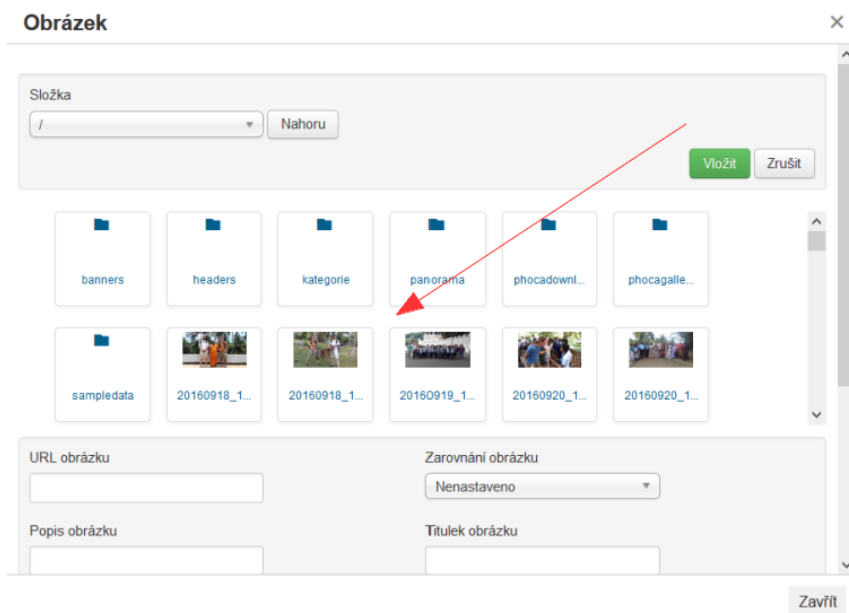 Obrázek
Složka
/
Nahoru
Vložit Zrušit
banners headers kategorie panorama phocadownl... phocagalle...
sampledata 20160918_1... 20160918_1... 20160919_1... 20160920_1... 20160920_1...
URL obrázku Zarovnání obrázku
Nenastaveno
Popis obrázku Titulek obrázku
Zavřít